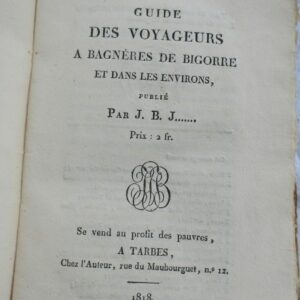 GUIDE
DES VOYAGEURS
A BAGNÈRES DE BIGORRE
ET DANS LES ENVIRONS,
PUBLIÉ
PAR J. B. J.......
Prix : 2 fr.
Se vend au profit des pauvres,
A TARBES,
Chez l'Auteur, rue du Maubourguet, n.º 12.
1818.